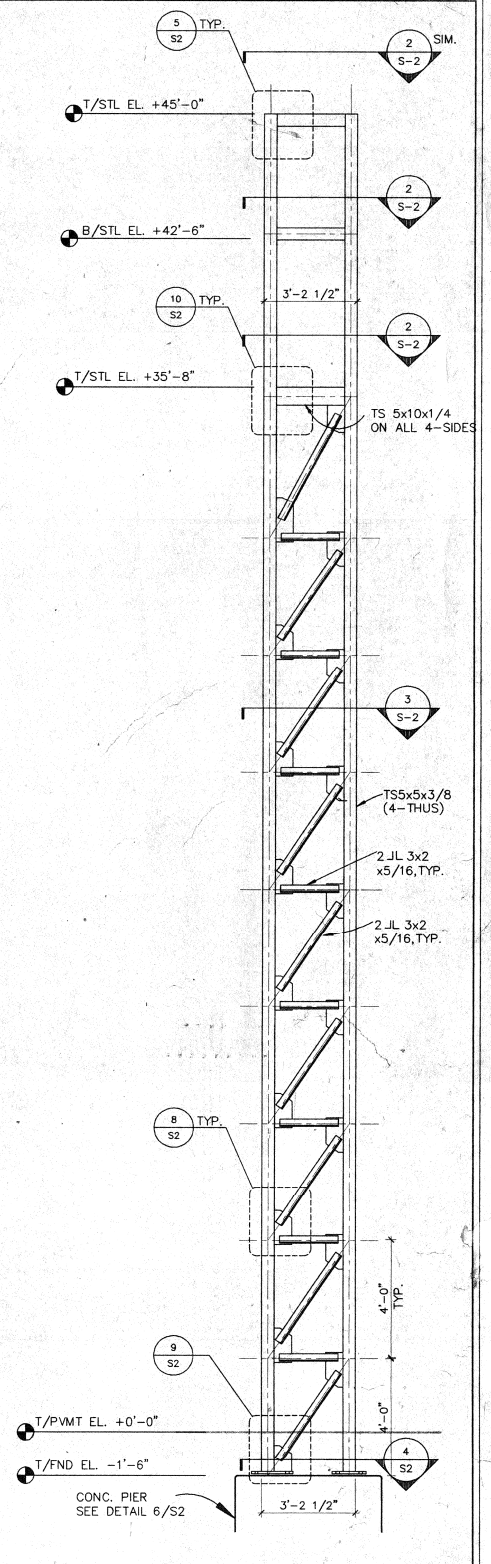 5 TYP.
S2
2 SIM.
S-2
T/STL EL. +45'-0"
2
S-2
B/STL EL. +42'-6"
10 TYP.
S2
3'-2 1/2"
2
S-2
T/STL EL. +35'-8"
TS 5x10x1/4
ON ALL 4-SIDES
3
S-2
TS5x5x3/8
(4-THUS)
2 JL 3x2
x5/16,TYP.
2 JL 3x2
x5/16,TYP.
8 TYP.
S2
4'-0"
TYP.
9
S2
4'-0"
T/PVMT EL. +0'-0"
4
S2
T/FND EL. -1'-6"
CONC. PIER
SEE DETAIL 6/S2
3'-2 1/2"